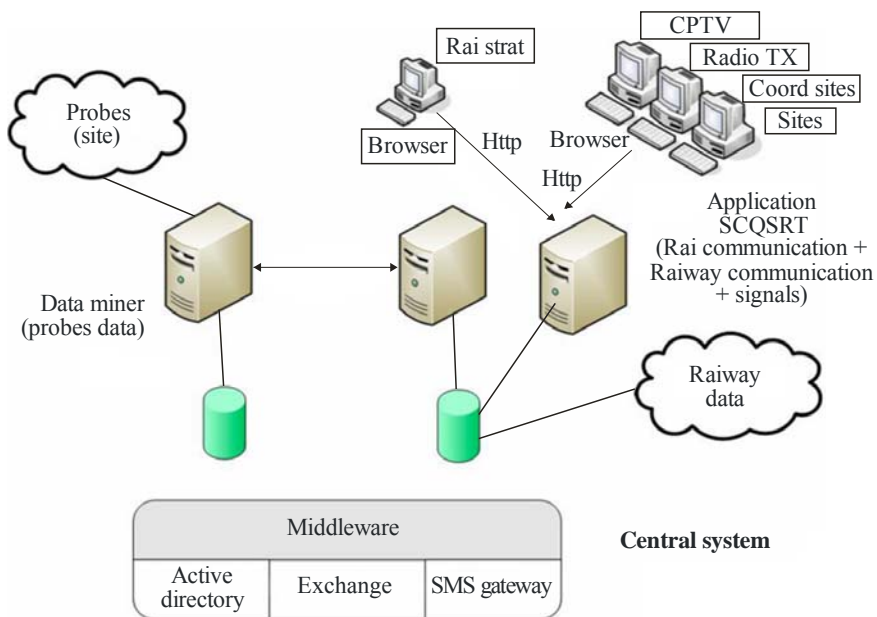 Rai strat
CPTV
Radio TX
Coord sites
Sites
Probes
(site)
Browser
Http
Browser
Http
Application
SCQSRT
(Rai communication +
Raiway communication
+ signals)
Data miner
(probes data)
Raiway
data
Middleware
Active
directory
Exchange
SMS gateway
Central system